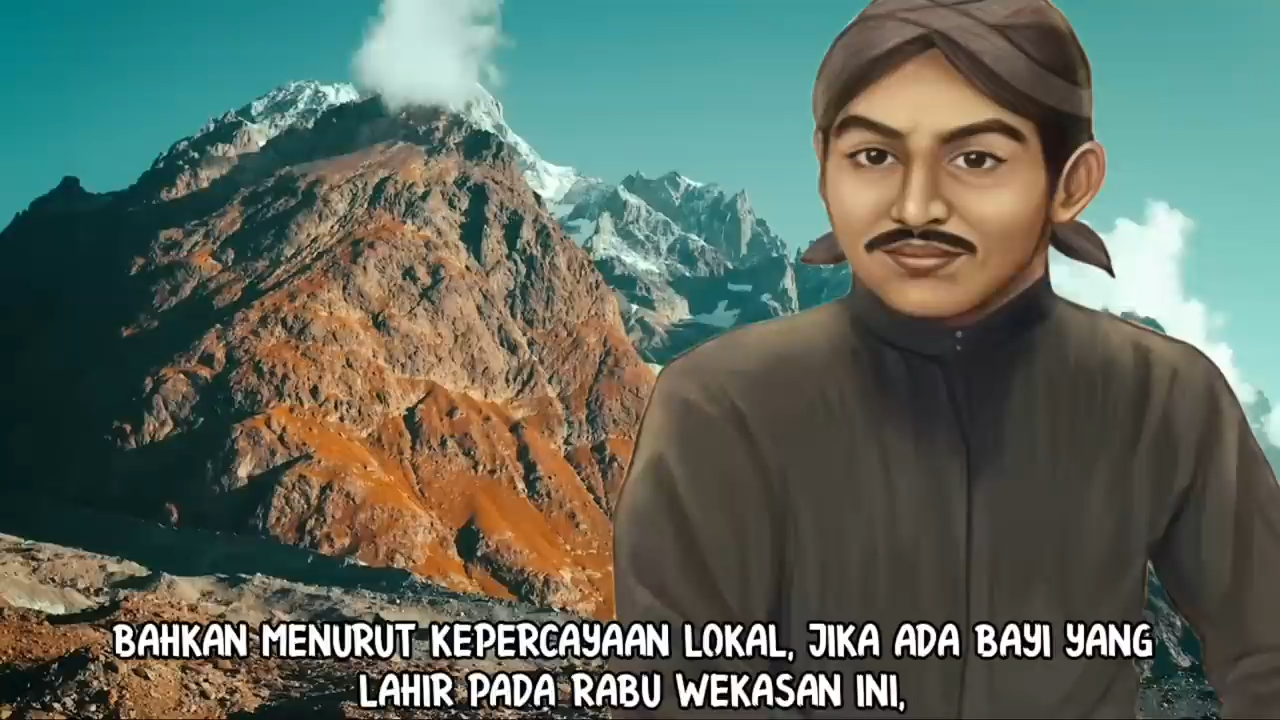 BAHKAN MENURUT KEPERCAYAAN LOKAL, JIKA ADA BAYI YANG
LAHIR PADA RABU WEKASAN INI,